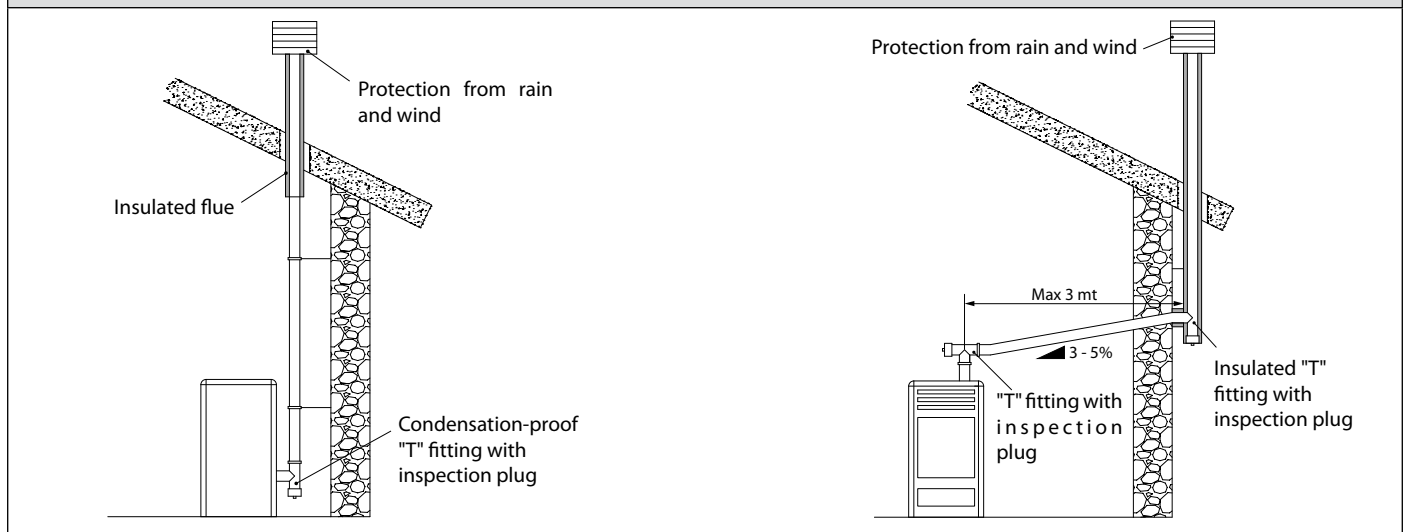 Protection from rain
and wind
Insulated flue
Condensation-proof
"T" fitting with
inspection plug
Protection from rain and wind
Max 3 mt
3 - 5%
"T" fitting with
inspection
plug
Insulated "T"
fitting with
inspection plug